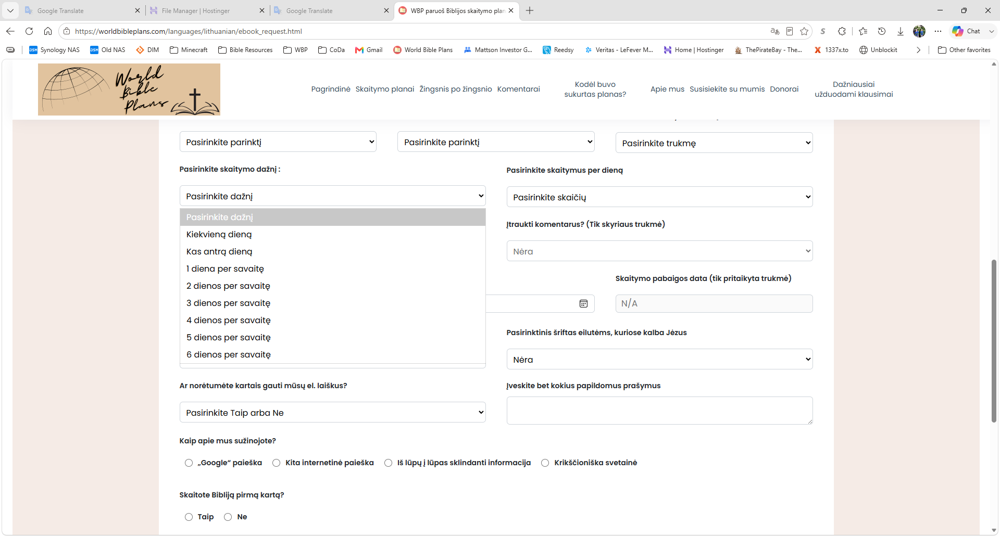 Google Translate
File Manager | Hostinger
Google Translate
WBP paruoš Biblijos skaitymo plan
https://worldbibleplans.com/languages/lithuanian/ebook_request.html
Chat
Synology NAS
Old NAS
DIM
Minecraft
Bible Resources
WBP
CoDa
Gmail
World Bible Plans
Mattson Investor G...
Reedsy
Veritas - LeFever M...
Home | Hostinger
ThePirateBay - The...
1337x.to
Unblockit
Other favorites
World
Bible
Plans
Pagrindinė
Skaitymo planai
Žingsnis po žingsnio
Komentarai
Kodėl buvo
sukurtas planas?
Apie mus
Susisiekite su mumis
Donorai
Dažniausiai
užduodami klausimai
Pasirinkite parinktį
Pasirinkite parinktį
Pasirinkite trukmę
Pasirinkite skaitymo dažnį :
Pasirinkite skaitymus per dieną
Pasirinkite dažnį
Pasirinkite skaičių
Pasirinkite dažnį
Kiekvieną dieną
Kas antrą dieną
1 diena per savaitę
2 dienos per savaitę
3 dienos per savaitę
4 dienos per savaitę
5 dienos per savaitę
6 dienos per savaitę
Įtraukti komentarus? (Tik skyriaus trukmė)
Nėra
Skaitymo pabaigos data (tik pritaikyta trukmė)
N/A
Pasirinktinis šriftas eilutėms, kuriose kalba Jėzus
Nėra
Ar norėtumėte kartais gauti mūsų el. laiškus?
Įveskite bet kokius papildomus prašymus
Pasirinkite Taip arba Ne
Kaip apie mus sužinojote?
„Google“ paieška
Kita internetinė paieška
Iš lūpų į lūpas sklindanti informacija
Krikščioniška svetainė
Skaitote Bibliją pirmą kartą?
Taip
Ne